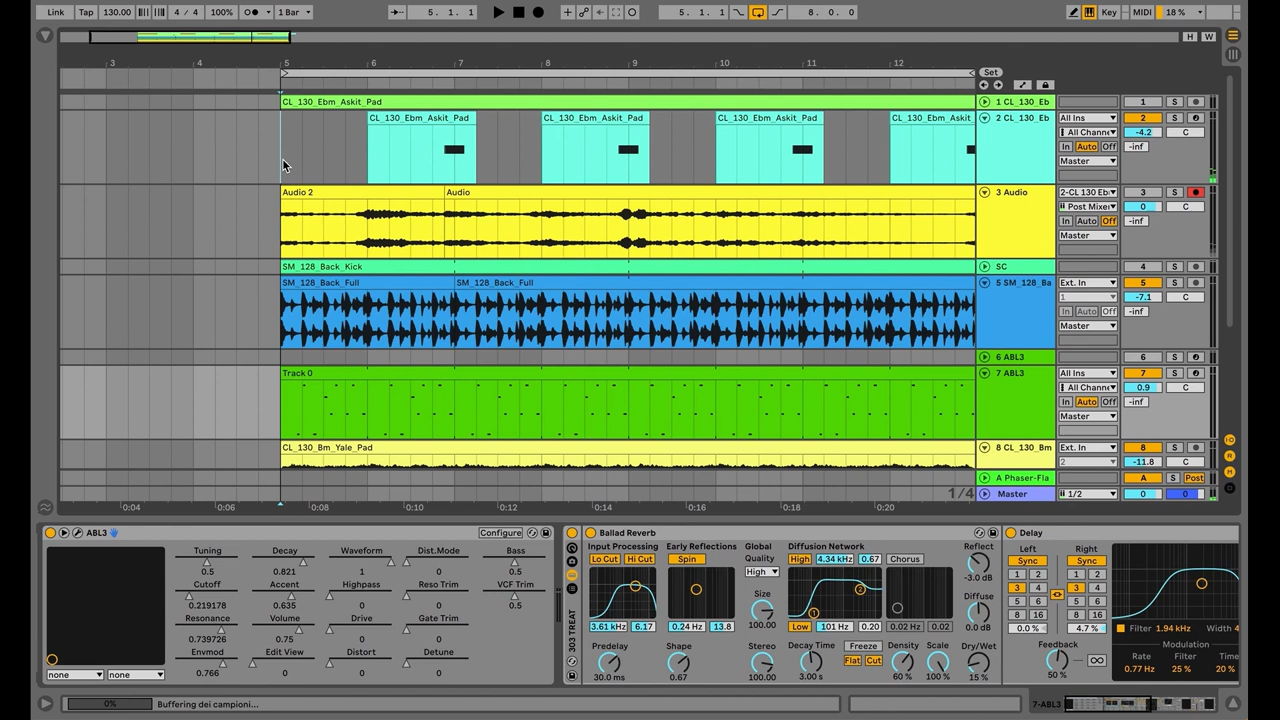 Link Tap 130.00 4 / 4 100% 1 Bar 5. 1. 1 5. 1. 1 8. 0. 0 Key MIDI 18 %
H W
3 4 5 6 7 8 9 10 11 12
Set
CL_130_Ebm_Askit_Pad 1 CL_130_Eb 1 S
CL_130_Ebm_Askit_Pad CL_130_Ebm_Askit_Pad CL_130_Ebm_Askit_Pad CL_130_Ebm_Askit_Pad 2 CL_130_Eb All Ins 2 S
All Channe -4.2 C
In Auto Off -inf
Master
Audio 2 Audio 3 Audio 2-CL 130 Eb 3 S
Post Mixe 0 C
In Auto Off -inf
Master
SM_128_Back_Kick SC 4 S
SM_128_Back_Full SM_128_Back_Full 5 SM_128_Ba Ext. In 5 S
1 -7.1 C
In Auto Off -inf
Master
6 ABL3 6 S
Track 0 7 ABL3 All Ins 7 S
All Channe 0.9 C
In Auto Off -inf
Master
CL_130_Bm_Yale_Pad 8 CL_130_Bm Ext. In 8 S
2 -11.8 C
A Phaser-Fla A S Post
1/4 Master 1/2 0 0
0:04 0:06 0:08 0:10 0:12 0:14 0:16 0:18 0:20
ABL3 Configure
Tuning Decay Waveform Dist.Mode Bass
0.5 0.821 1 0 0.5
Cutoff Accent Highpass Reso Trim VCF Trim
0.219178 0.635 0 0 0.5
Resonance Volume Drive Gate Trim
0.739726 0.75 0 0
Envmod Edit View Distort Detune
0.766 0 0 0
none none
303 TREAT
Ballad Reverb
Input Processing Early Reflections Global Diffusion Network Reflect
Lo Cut Hi Cut Spin Quality High 4.34 kHz 0.67 Chorus
High -3.0 dB
Size Diffuse
3.61 kHz 6.17 0.24 Hz 13.8 100.00 Low 101 Hz 0.20 0.02 Hz 0.02 0.0 dB
Predelay Shape Stereo Decay Time Freeze Density Scale Dry/Wet
Flat Cut
30.0 ms 0.67 100.00 3.00 s 60 % 100 % 15 %
Delay
Left Right
Sync Sync
1 2 1 2
3 4 3 4
5 6 5 6
8 16 8 16
0.0 % 4.7 %
Feedback
50 %
Filter 1.94 kHz Width 4
Modulation
Rate Filter Time
0.77 Hz 25 % 20 %
0% Buffering dei campioni... 7-ABL3